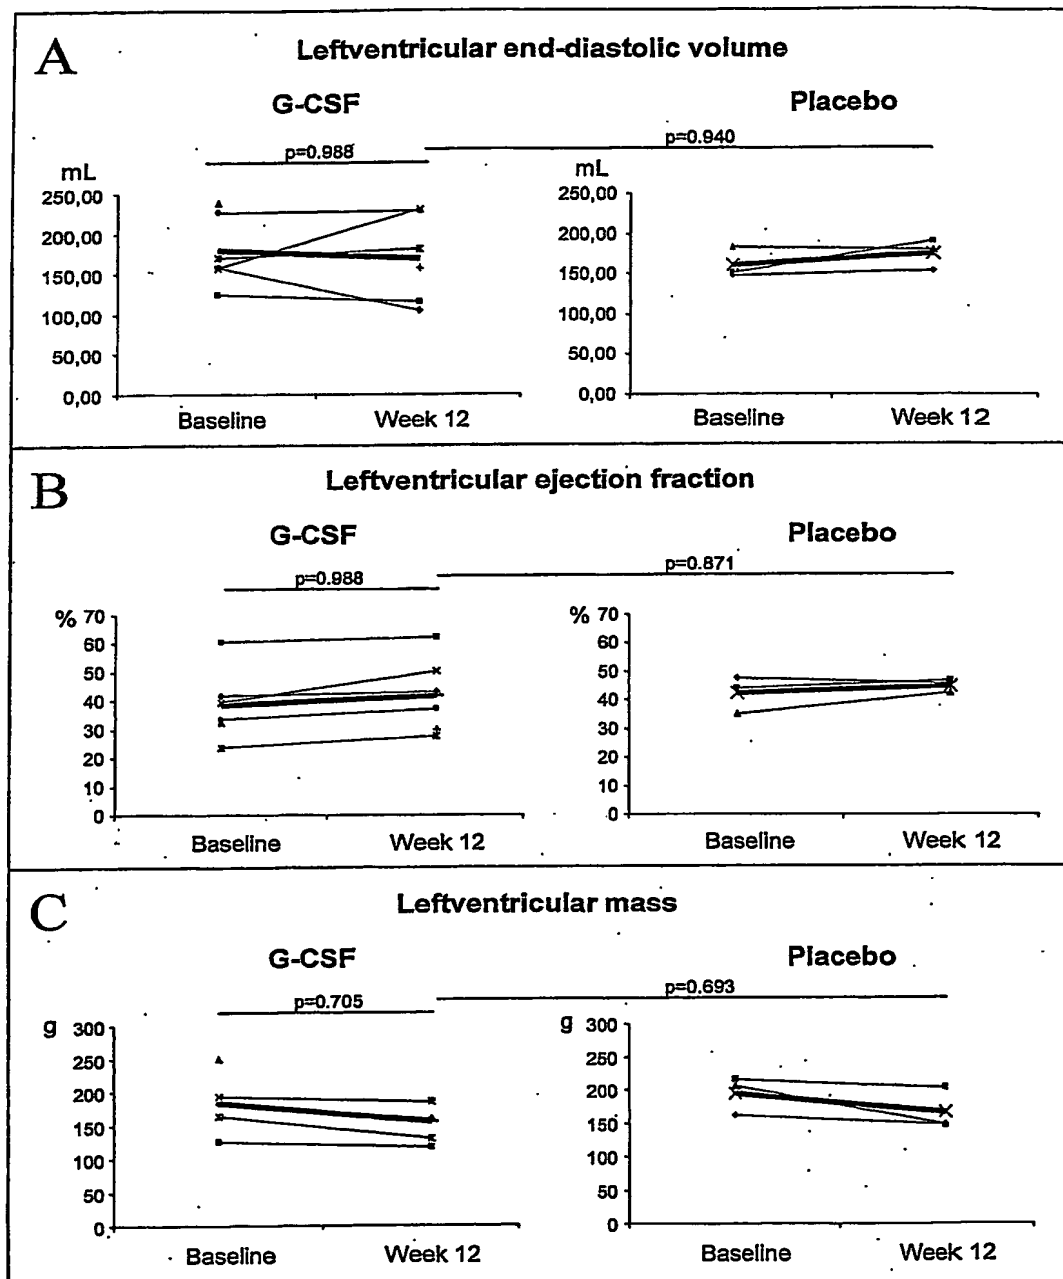 A
Leftventricular end-diastolic volume
G-CSF
Placebo
p=0.988
p=0.940
mL
250,00
200,00
150,00
100,00
50,00
0,00
Baseline
Week 12
mL
250,00
200,00
150,00
100,00
50,00
0,00
Baseline
Week 12
B
Leftventricular ejection fraction
G-CSF
Placebo
p=0.988
p=0.871
% 70
60
50
40
30
20
10
0
Baseline
Week 12
% 70
60
50
40
30
20
10
0
Baseline
Week 12
C
Leftventricular mass
G-CSF
Placebo
p=0.705
p=0.693
g 300
250
200
150
100
50
0
Baseline
Week 12
g 300
250
200
150
100
50
0
Baseline
Week 12